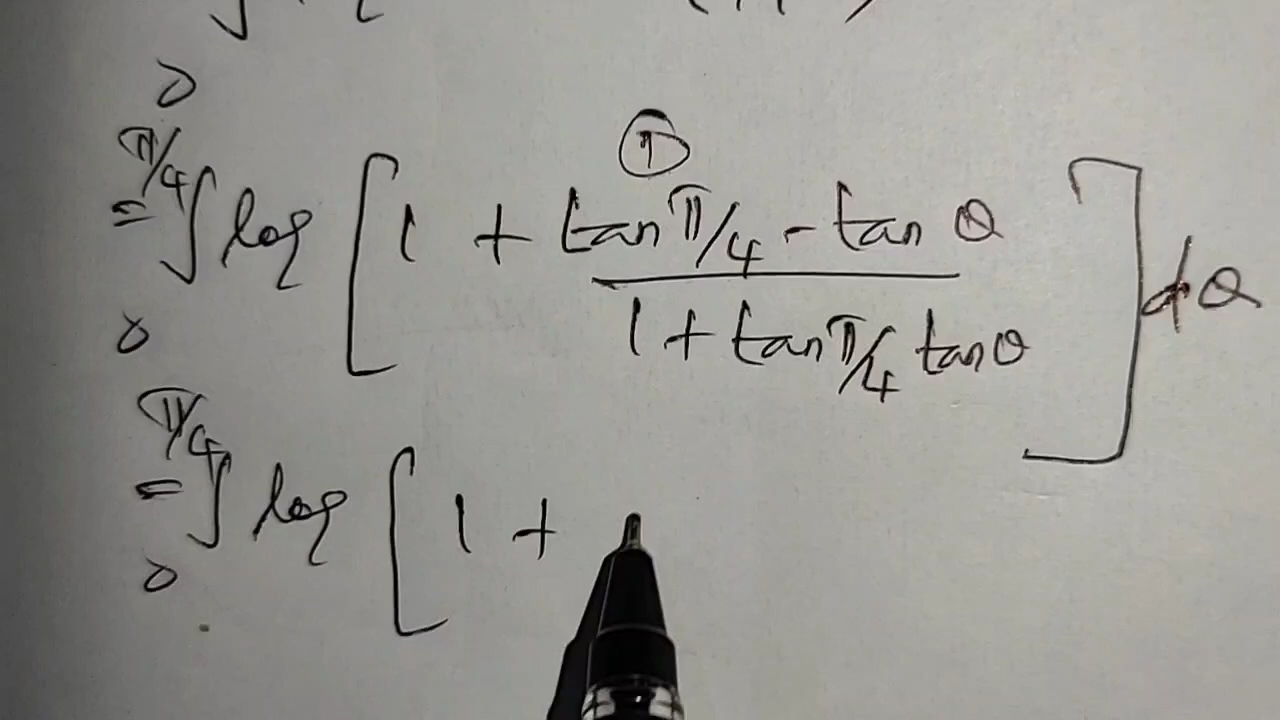 0
π/4
= ∫ log [ 1 + (tan π/4 - tan θ) / (1 + tan π/4 tan θ) ] dθ
0
π/4
= ∫ log [ 1 +
0